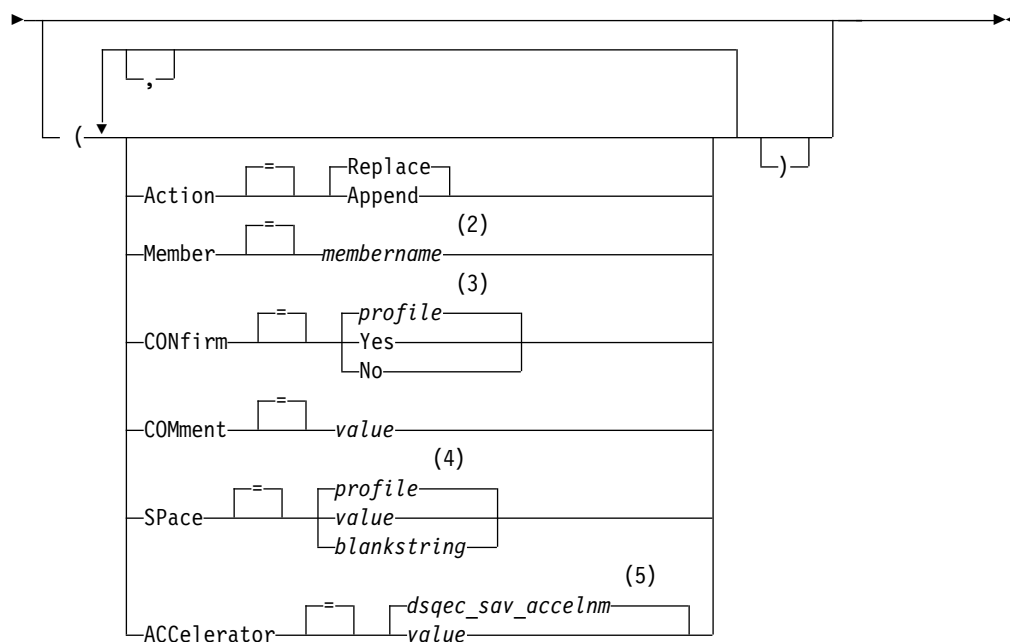 ,
(
)
Action = Replace
Append
(2)
Member = membername
(3)
CONfirm = profile
Yes
No
COMment = value
(4)
SPace = profile
value
blankstring
(5)
ACCelerator = dsqec_sav_accelnm
value